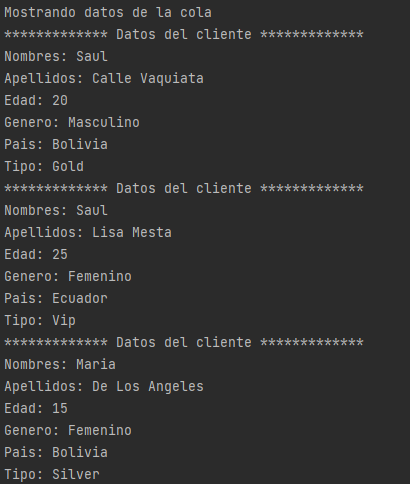 Mostrando datos de la cola
************* Datos del cliente *************
Nombres: Saul
Apellidos: Calle Vaquiata
Edad: 20
Genero: Masculino
Pais: Bolivia
Tipo: Gold
************* Datos del cliente *************
Nombres: Saul
Apellidos: Lisa Mesta
Edad: 25
Genero: Femenino
Pais: Ecuador
Tipo: Vip
************* Datos del cliente *************
Nombres: Maria
Apellidos: De Los Angeles
Edad: 15
Genero: Femenino
Pais: Bolivia
Tipo: Silver